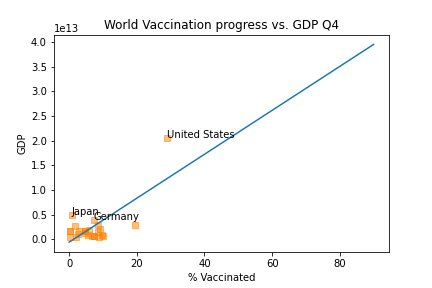 World Vaccination progress vs. GDP Q4
1e13
4.0
3.5
3.0
2.5
2.0
1.5
1.0
0.5
0.0
GDP
United States
Japan
Germany
0 20 40 60 80
% Vaccinated